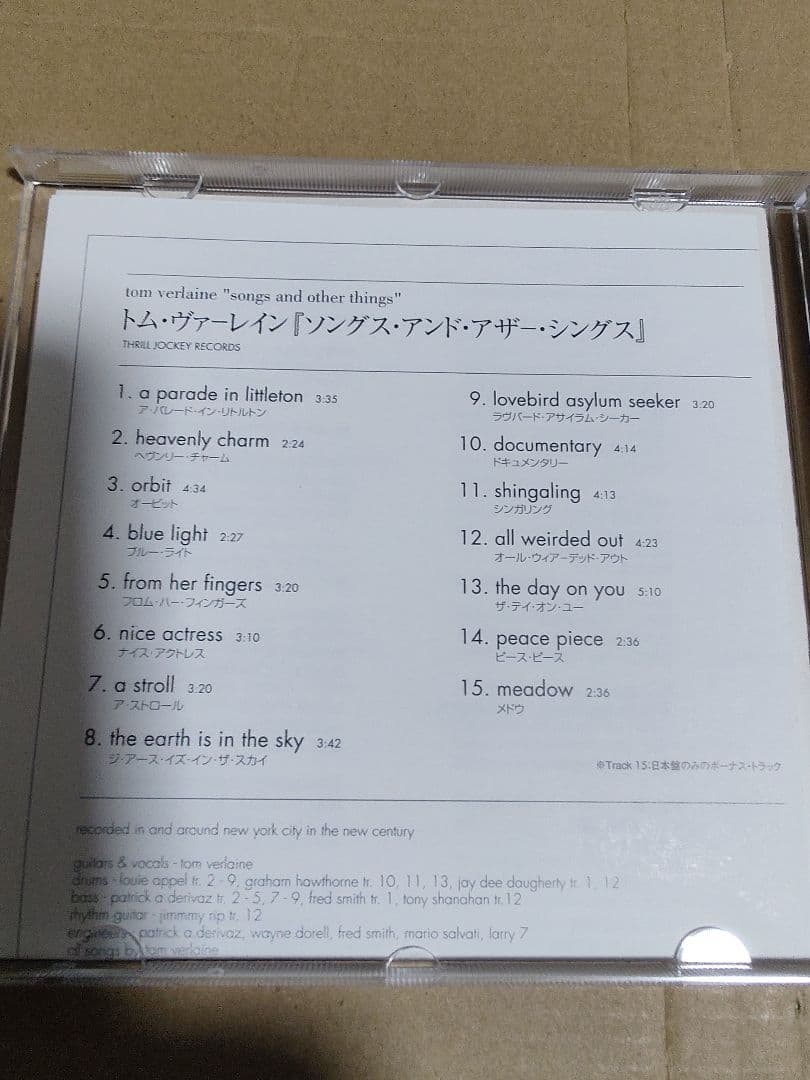 tom verlaine "songs and other things"
トム・ヴァーレイン『ソングス・アンド・アザー・シングス』
THRILL JOCKEY RECORDS
1. a parade in littleton 3:35
ア・パレード・イン・リトルトン
2. heavenly charm 2:24
ヘヴンリー・チャーム
3. orbit 4:34
オービット
4. blue light 2:27
ブルー・ライト
5. from her fingers 3:20
フロム・ハー・フィンガーズ
6. nice actress 3:10
ナイス・アクトレス
7. a stroll 3:20
ア・ストロール
8. the earth is in the sky 3:42
ジ・アース・イズ・イン・ザ・スカイ
9. lovebird asylum seeker 3:20
ラヴバード・アサイラム・シーカー
10. documentary 4:14
ドキュメンタリー
11. shingaling 4:13
シンガリング
12. all weirded out 4:23
オール・ウィアーデッド・アウト
13. the day on you 5:10
ザ・デイ・オン・ユー
14. peace piece 2:36
ピース・ピース
15. meadow 2:36
メドウ
※Track 15:日本盤のみのボーナス・トラック
recorded in and around new york city in the new century
guitars & vocals - tom verlaine
drums - louie appel tr. 2 - 9, graham hawthorne tr. 10, 11, 13, jay dee daugherty tr. 1, 12
bass - patrick a derivaz tr. 2 - 5, 7 - 9, fred smith tr. 1, tony shanahan tr.12
rhythm guitar - jimmmy rip tr. 12
engineers - patrick a.derivaz, wayne dorell, fred smith, mario salvati, larry 7
all songs by tom verlaine